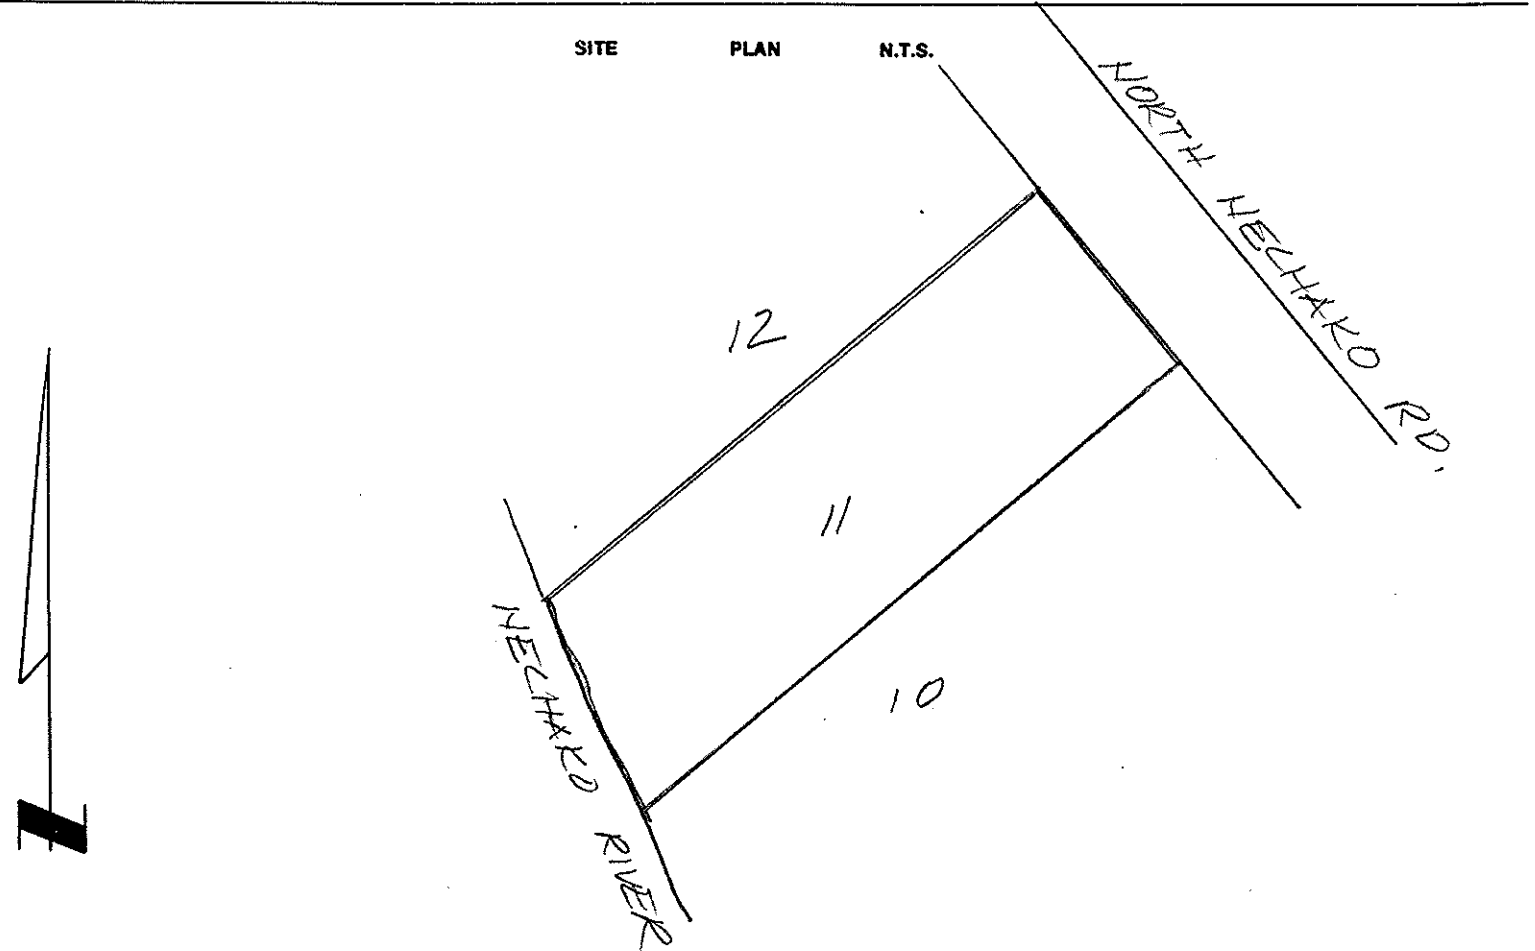 SITE PLAN N.T.S.
NORTH NECHAKO RD.
12
11
10
NECHAKO RIVER
N